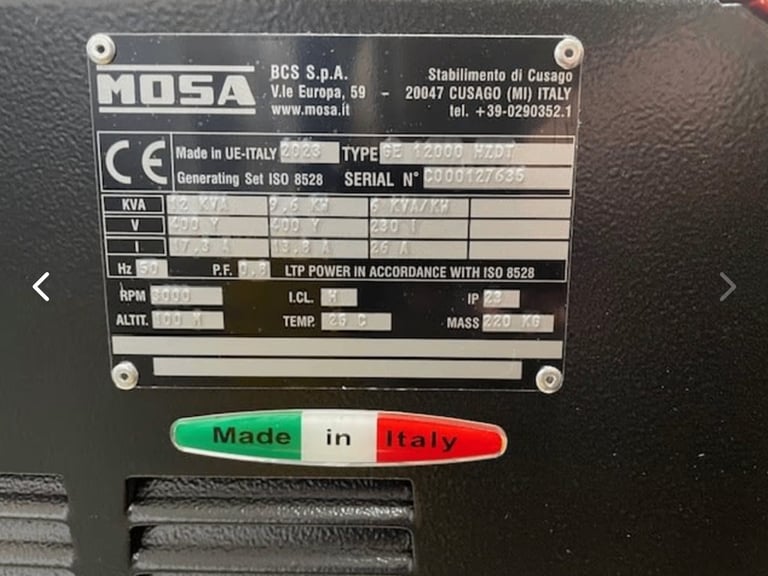 MOSA
BCS S.p.A.
V.le Europa, 59 - 20047 CUSAGO (MI) ITALY
www.mosa.it
Stabilimento di Cusago
tel. +39-0290352.1
CE
Made in UE-ITALY 2023 TYPE GE 12000 HZDT
Generating Set ISO 8528 SERIAL N° C000127635
KVA 12 KVA 9,6 KW 6 KVA/KW
V 400 Y 400 Y 230 T
I 17,3 A 13,8 A 26 A
Hz 50 P.F. 0,8 LTP POWER IN ACCORDANCE WITH ISO 8528
RPM 3000 I.CL. H IP 23
ALTIT. 100 M TEMP. 25 C MASS 220 KG
Made in Italy